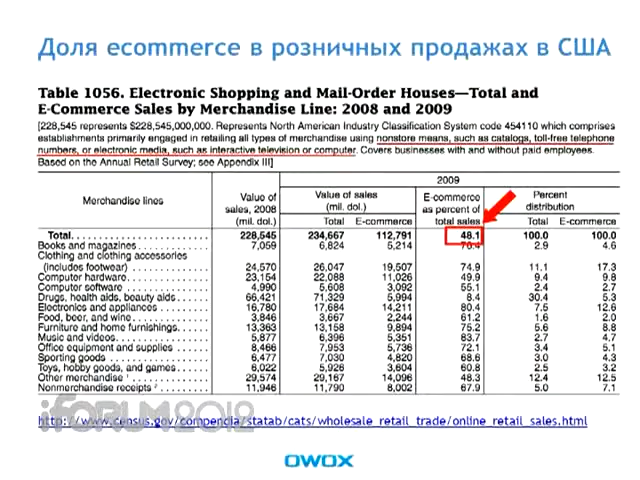 Доля ecommerce в розничных продажах в США
Table 1056. Electronic Shopping and Mail-Order Houses—Total and
E-Commerce Sales by Merchandise Line: 2008 and 2009
[228,545 represents $228,545,000,000. Represents North American Industry Classification System code 454110 which comprises
establishments primarily engaged in retailing all types of merchandise using nonstore means, such as catalogs, toll-free telephone
numbers, or electronic media, such as interactive television or computer. Covers businesses with and without paid employees.
Based on the Annual Retail Survey; see Appendix III]
Merchandise lines
Value of sales, 2008 (mil. dol.)
2009
Value of sales (mil. dol.)
Total E-commerce
E-commerce as percent of total sales
Percent distribution
Total E-commerce
Total. 228,545 234,667 112,791 48.1 100.0 100.0
Books and magazines 7,059 6,824 5,214 76.4 2.9 4.6
Clothing and clothing accessories
(includes footwear) 24,570 26,047 19,507 74.9 11.1 17.3
Computer hardware 23,154 22,088 11,026 49.9 9.4 9.8
Computer software 4,990 5,608 3,092 55.1 2.4 2.7
Drugs, health aids, beauty aids 66,421 71,329 5,994 8.4 30.4 5.3
Electronics and appliances 16,780 17,684 14,211 80.4 7.5 12.6
Food, beer, and wine 3,846 3,667 2,244 61.2 1.6 2.0
Furniture and home furnishings. 13,363 13,158 9,894 75.2 5.6 8.8
Music and videos. 5,877 6,396 5,351 83.7 2.7 4.7
Office equipment and supplies 8,466 7,953 5,736 72.1 3.4 5.1
Sporting goods 6,477 7,030 4,820 68.6 3.0 4.3
Toys, hobby goods, and games. 6,022 5,926 3,604 60.8 2.5 3.2
Other merchandise ¹ 29,574 29,167 14,096 48.3 12.4 12.5
Nonmerchandise receipts ² 11,946 11,790 8,002 67.9 5.0 7.1
iFORUM2012
http://www.census.gov/compendia/statab/cats/wholesale_retail_trade/online_retail_sales.html
OWOX